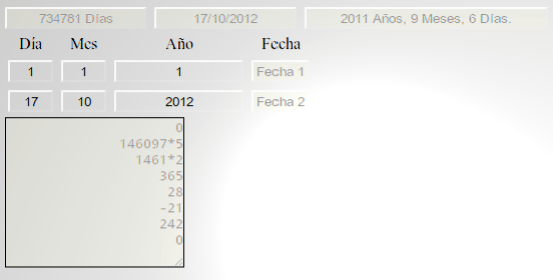 734781 Días 17/10/2012 2011 Años, 9 Meses, 6 Días.
Día Mes Año Fecha
1 1 1 Fecha 1
17 10 2012 Fecha 2
0
146097*5
1461*2
365
28
-21
242
0